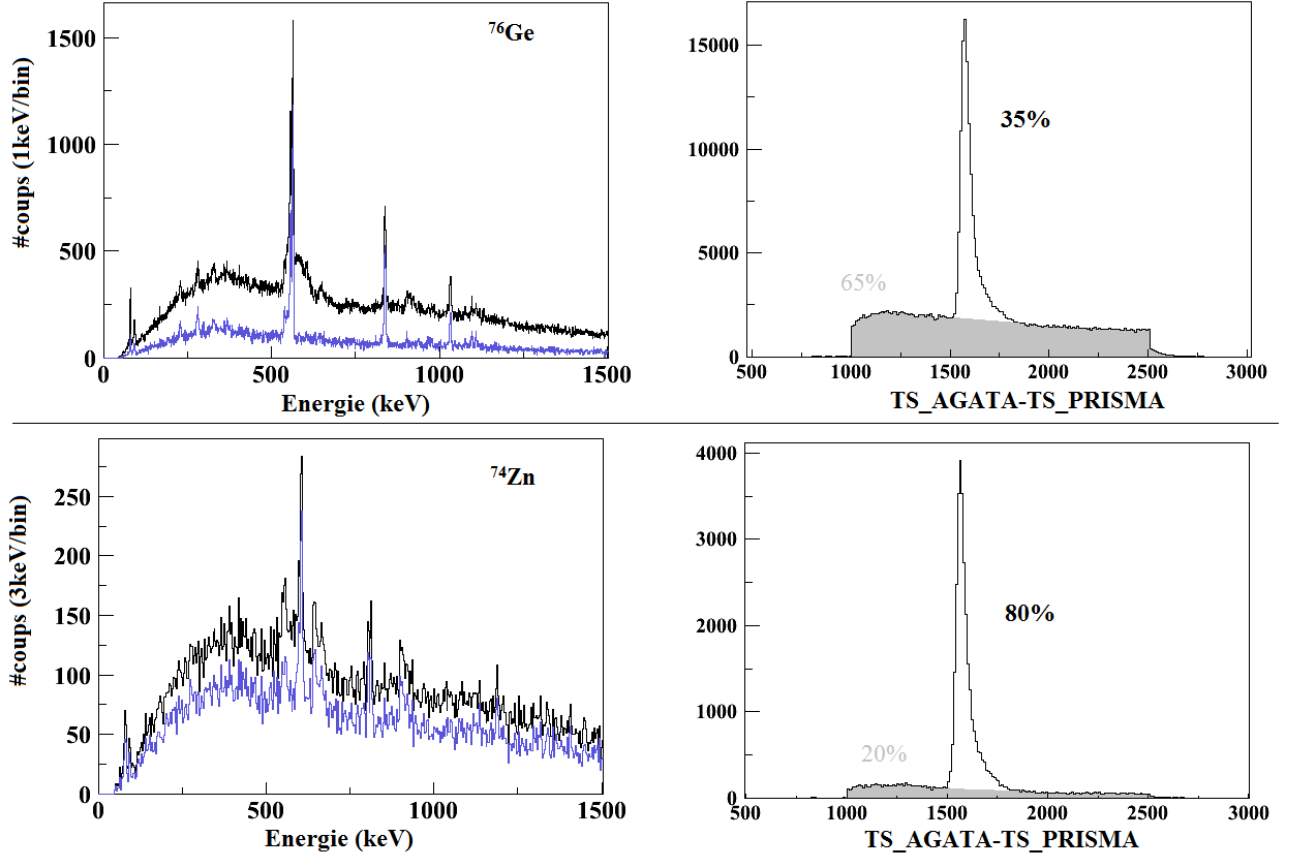 #coups (1keV/bin)
1500
1000
500
0
⁷⁶Ge
0 500 1000 1500
Energie (keV)
15000
10000
5000
0
35%
65%
500 1000 1500 2000 2500 3000
TS_AGATA-TS_PRISMA
#coups (3keV/bin)
250
200
150
100
50
0
⁷⁴Zn
0 500 1000 1500
Energie (keV)
4000
3000
2000
1000
0
80%
20%
500 1000 1500 2000 2500 3000
TS_AGATA-TS_PRISMA